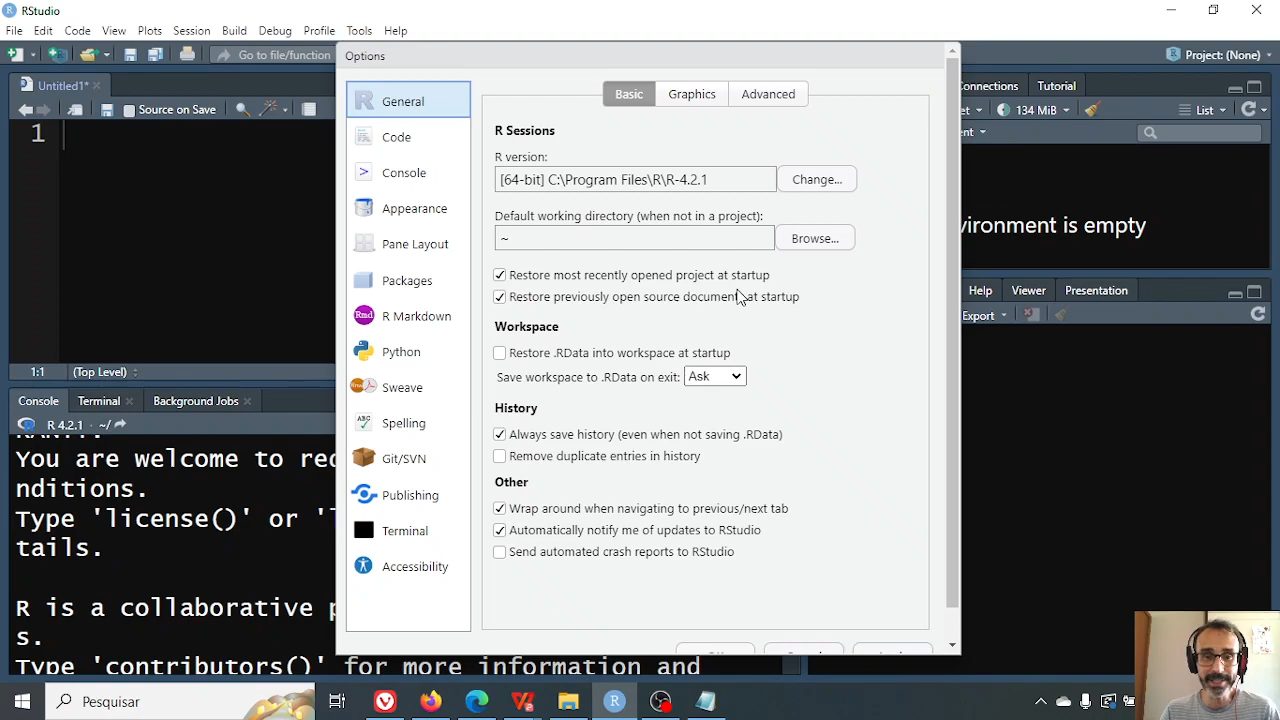 RStudio
File Edit Code View Plots Session Build Debug Profile Tools Help
Go to file/function
Project: (None)
Options
Untitled1*
Source on Save
1
1:1 (Top Level)
Console Terminal Background Jobs
R 4.2.1 · ~/
You are welcome to red
nditions.
Type 'license()' or 'l
tails.
R is a collaborative p
s.
Type 'contributors()' for more information and
General
Code
Console
Appearance
Pane Layout
Packages
R Markdown
Python
Sweave
Spelling
Git/SVN
Publishing
Terminal
Accessibility
Basic Graphics Advanced
R Sessions
R version:
[64-bit] C:\Program Files\R\R-4.2.1 Change...
Default working directory (when not in a project):
~ Browse...
Restore most recently opened project at startup
Restore previously open source document at startup
Workspace
Restore .RData into workspace at startup
Save workspace to .RData on exit: Ask
History
Always save history (even when not saving .RData)
Remove duplicate entries in history
Other
Wrap around when navigating to previous/next tab
Automatically notify me of updates to RStudio
Send automated crash reports to RStudio
onnections Tutorial
134 MiB List
vironment is empty
Help Viewer Presentation
Export
Pesquisar